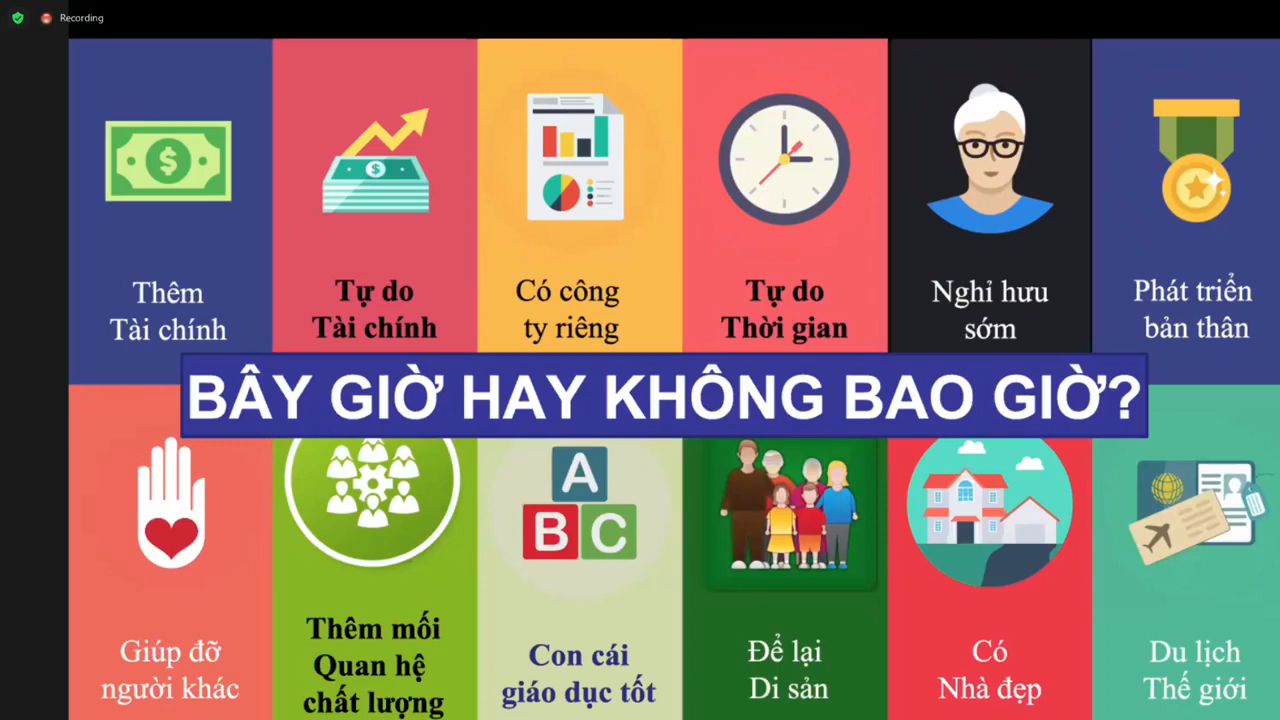 Recording
Thêm
Tài chính
Tự do
Tài chính
Có công
ty riêng
Tự do
Thời gian
Nghỉ hưu
sớm
Phát triển
bản thân
BÂY GIỜ HAY KHÔNG BAO GIỜ?
A
B C
Giúp đỡ
người khác
Thêm mối
Quan hệ
chất lượng
Con cái
giáo dục tốt
Để lại
Di sản
Có
Nhà đẹp
Du lịch
Thế giới